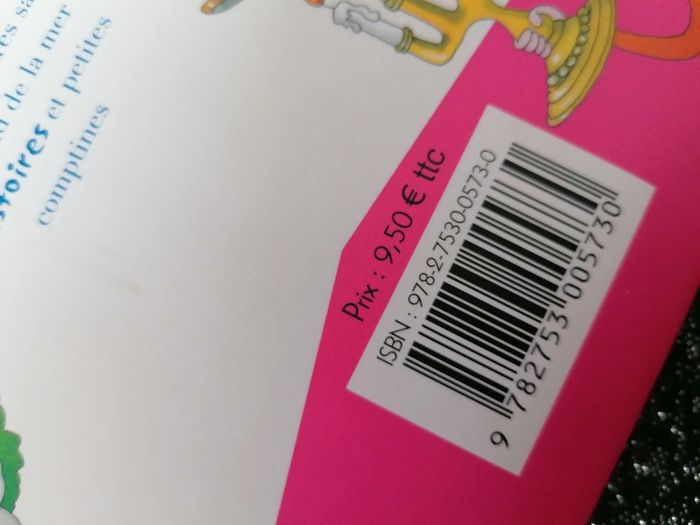 de la mer
stoires et petites
comptines
Prix : 9,50 € ttc
ISBN : 978-2-7530-0573-0
9 782753 005730